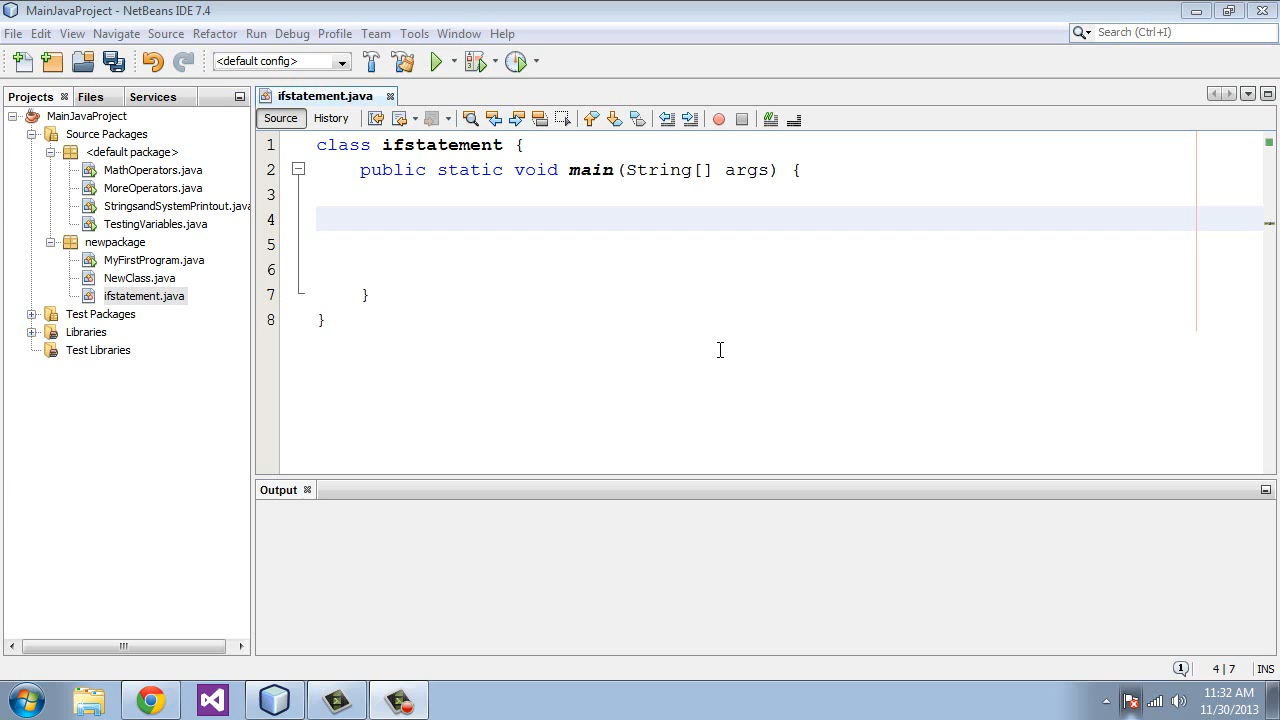 MainJavaProject - NetBeans IDE 7.4
File Edit View Navigate Source Refactor Run Debug Profile Team Tools Window Help
Search (Ctrl+I)
<default config>
Projects Files Services
MainJavaProject
Source Packages
<default package>
MathOperators.java
MoreOperators.java
StringsandSystemPrintout.java
TestingVariables.java
newpackage
MyFirstProgram.java
NewClass.java
ifstatement.java
Test Packages
Libraries
Test Libraries
ifstatement.java
Source History
1 class ifstatement {
2 public static void main(String[] args) {
3
4
5
6
7 }
8 }
Output
1 4 | 7 INS
11:32 AM
11/30/2013